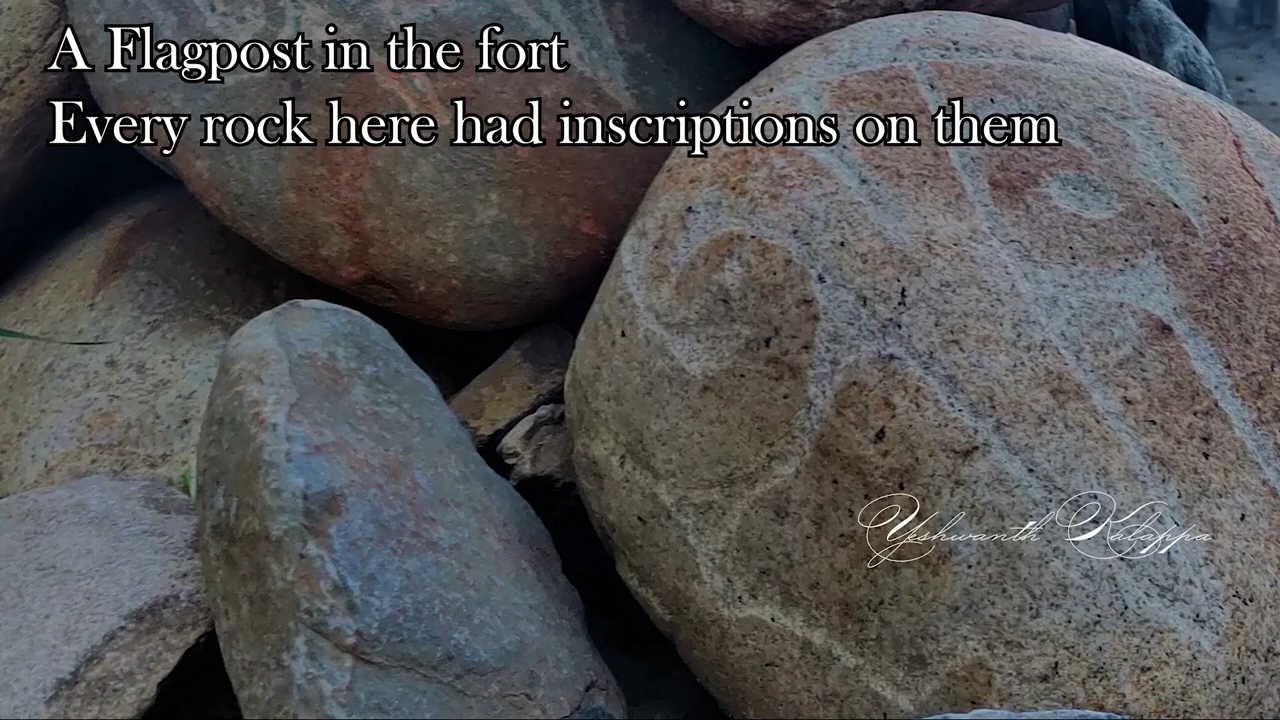 A Flagpost in the fort
Every rock here had inscriptions on them
Yeshwanth Kalappa